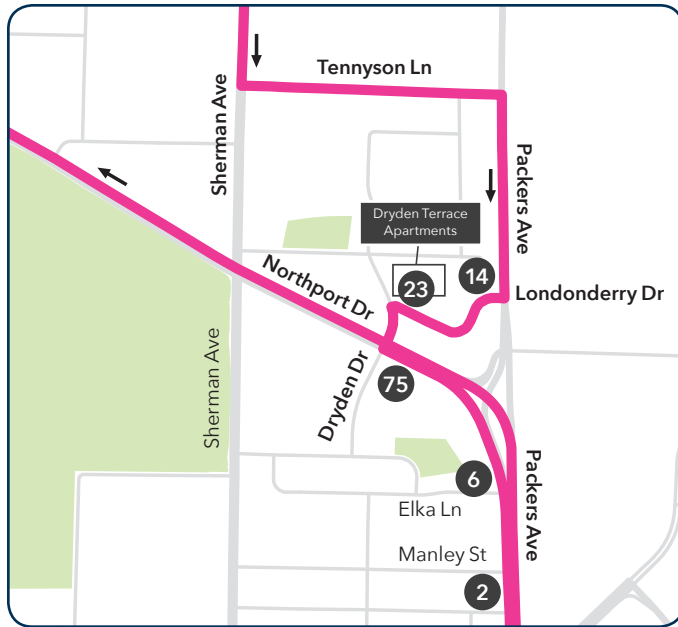 Tennyson Ln
Sherman Ave
Packers Ave
Dryden Terrace
Apartments
14
23
Londonderry Dr
Northport Dr
Dryden Dr
75
Sherman Ave
6
Packers Ave
Elka Ln
Manley St
2